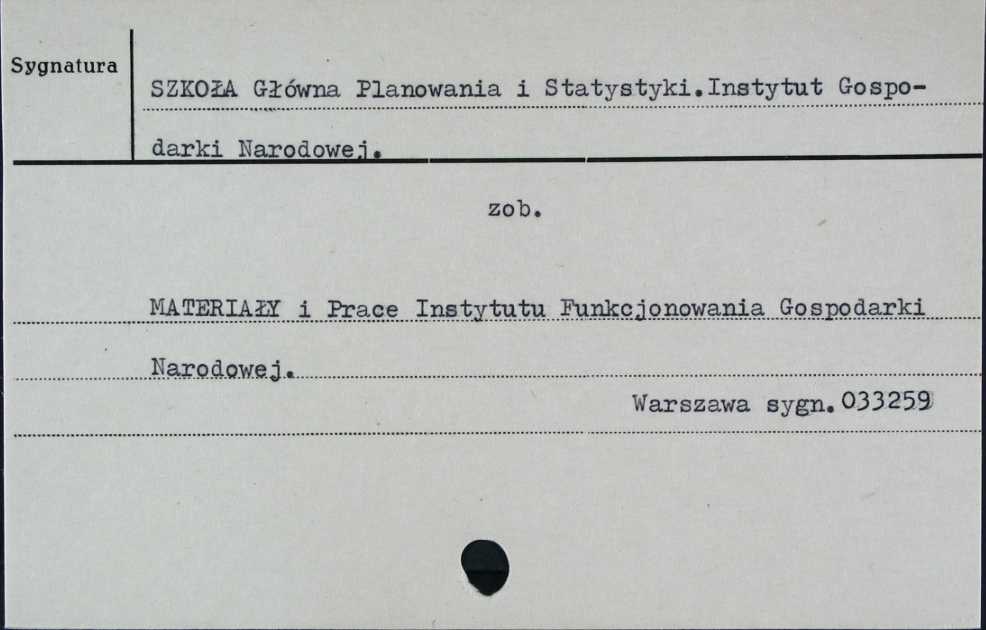 Sygnatura
SZKOŁA Główna Planowania i Statystyki.Instytut Gospo-
darki Narodowej.
zob.
MATERIAŁY i Prace Instytutu Funkcjonowania Gospodarki
Narodowej.
Warszawa sygn.033259